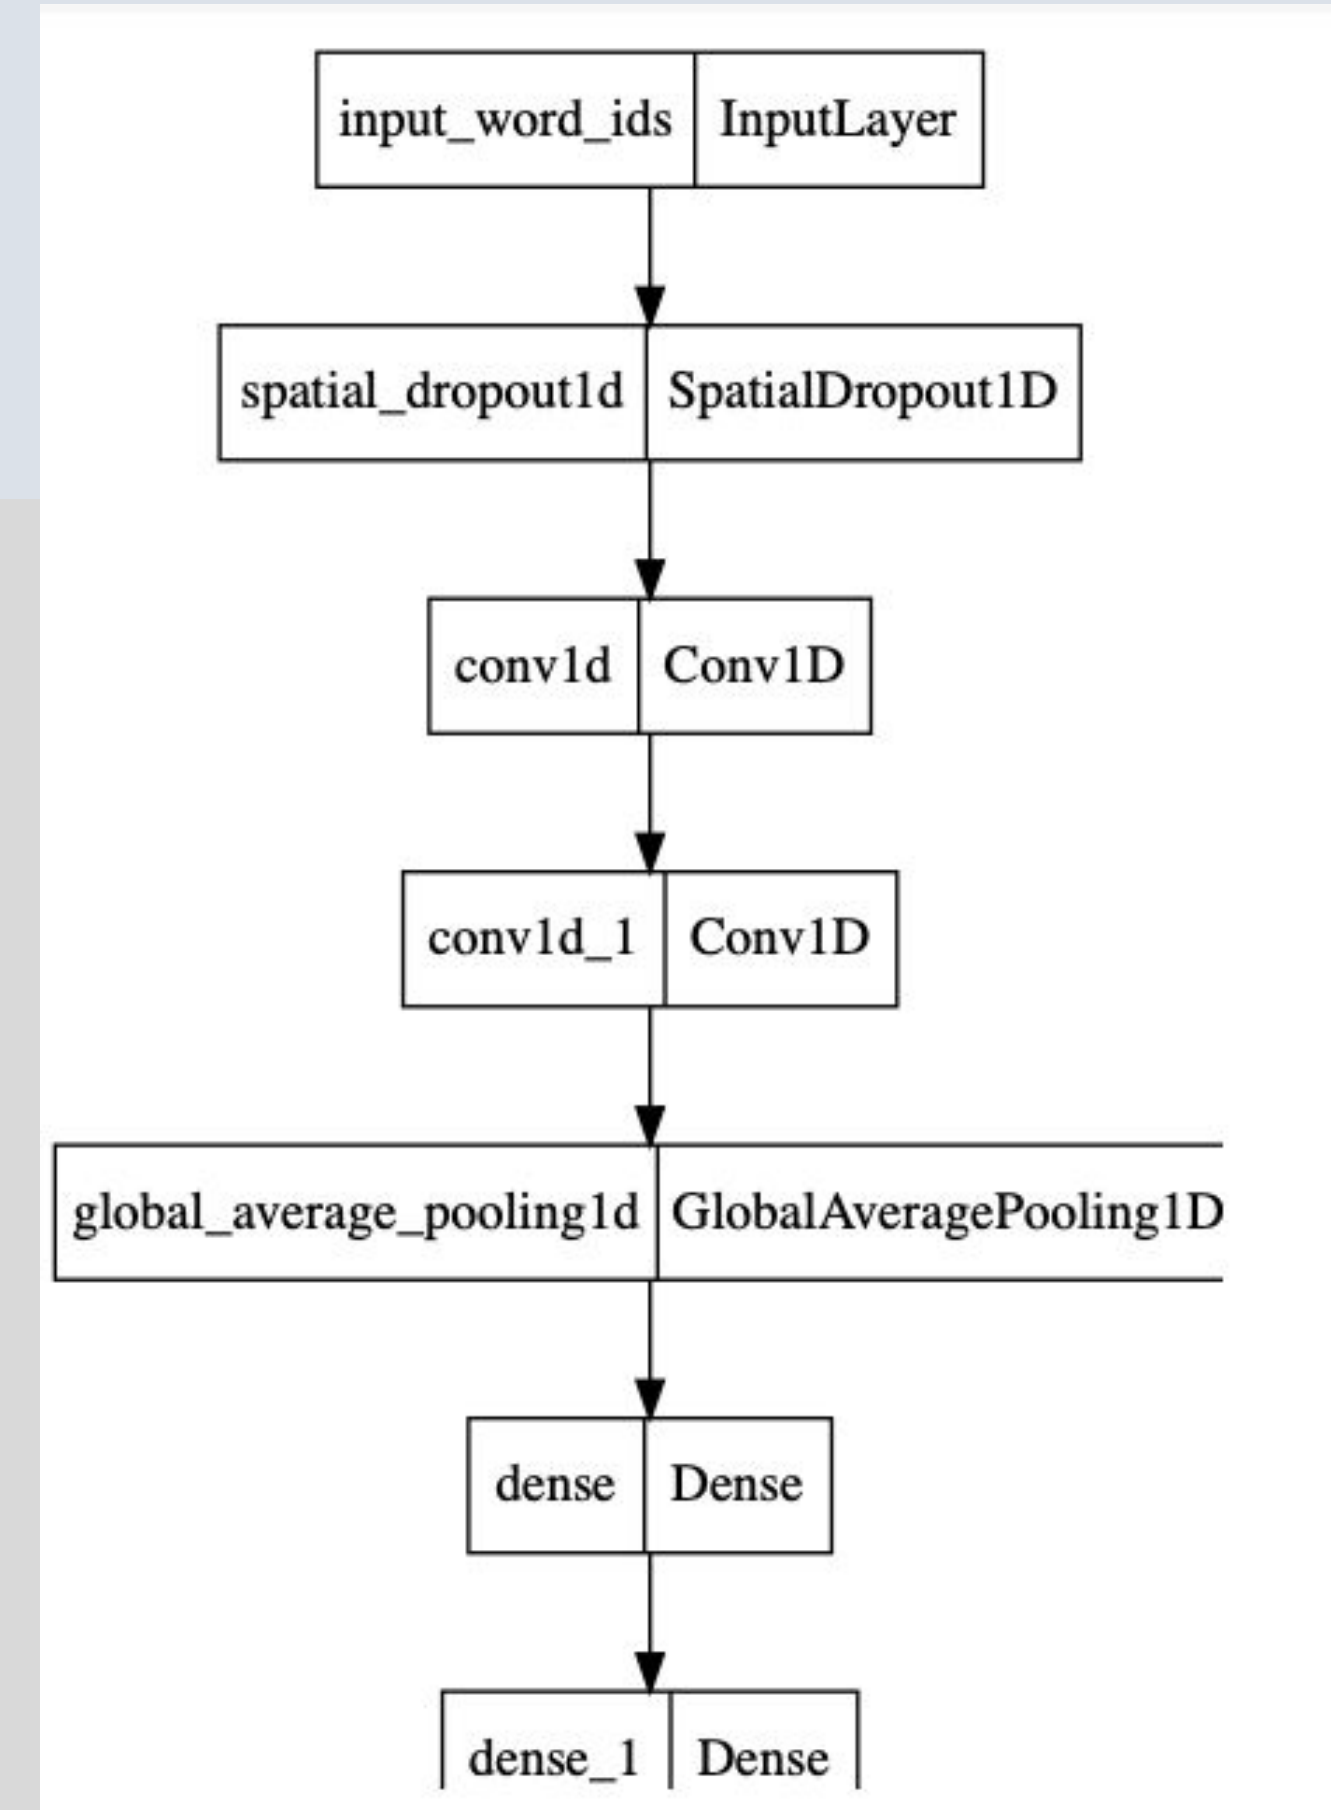 input_word_ids InputLayer
spatial_dropout1d SpatialDropout1D
conv1d Conv1D
conv1d_1 Conv1D
global_average_pooling1d GlobalAveragePooling1D
dense Dense
dense_1 Dense